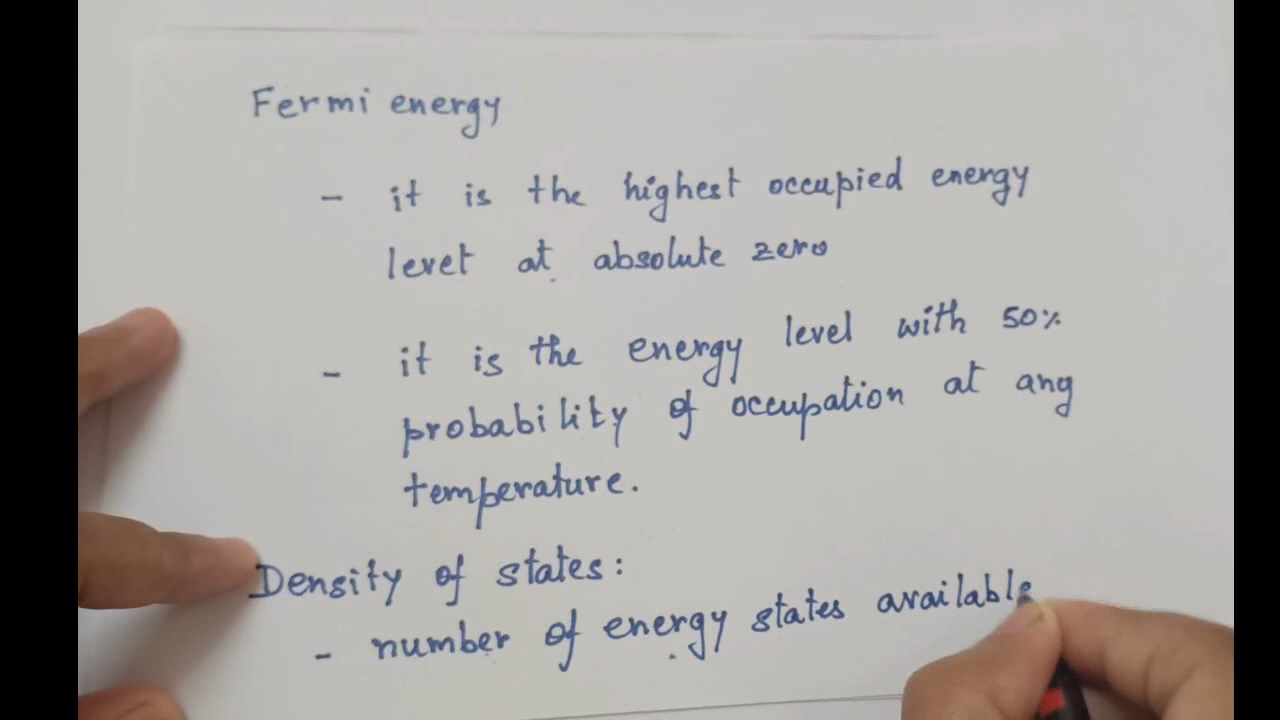 Fermi energy
- it is the highest occupied energy
level at absolute zero
- it is the energy level with 50%
probability of occupation at any
temperature.
Density of states:
- number of energy states available